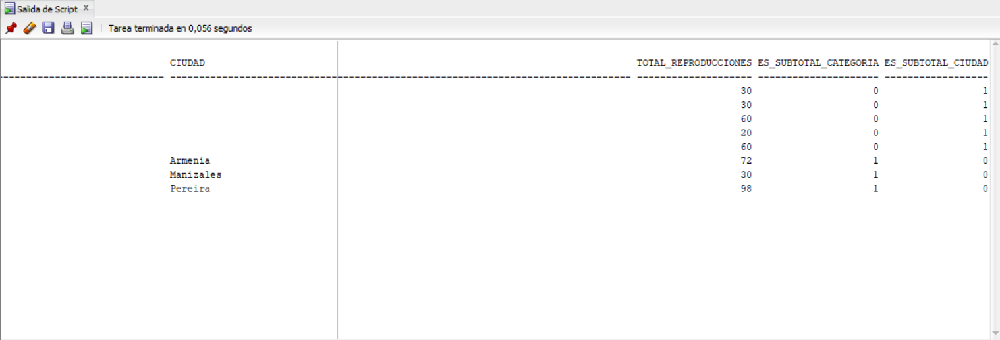 Salida de Script x
Tarea terminada en 0,056 segundos
CIUDAD TOTAL_REPRODUCCIONES ES_SUBTOTAL_CATEGORIA ES_SUBTOTAL_CIUDAD
30 0 1
30 0 1
60 0 1
20 0 1
60 0 1
Armenia 72 1 0
Manizales 30 1 0
Pereira 98 1 0